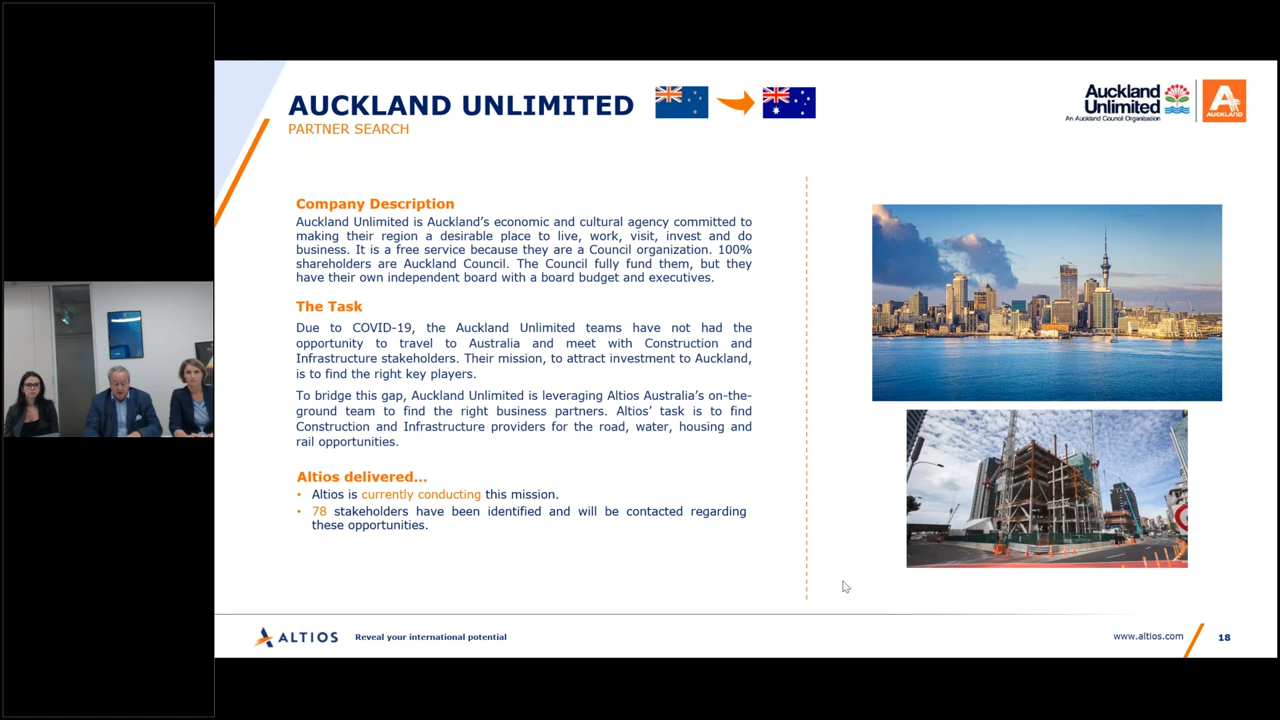 AUCKLAND UNLIMITED
PARTNER SEARCH
Auckland
Unlimited
An Auckland Council Organisation
AUCKLAND
Company Description
Auckland Unlimited is Auckland's economic and cultural agency committed to
making their region a desirable place to live, work, visit, invest and do
business. It is a free service because they are a Council organization. 100%
shareholders are Auckland Council. The Council fully fund them, but they
have their own independent board with a board budget and executives.
The Task
Due to COVID-19, the Auckland Unlimited teams have not had the
opportunity to travel to Australia and meet with Construction and
Infrastructure stakeholders. Their mission, to attract investment to Auckland,
is to find the right key players.
To bridge this gap, Auckland Unlimited is leveraging Altios Australia's on-the-
ground team to find the right business partners. Altios' task is to find
Construction and Infrastructure providers for the road, water, housing and
rail opportunities.
Altios delivered...
• Altios is currently conducting this mission.
• 78 stakeholders have been identified and will be contacted regarding
these opportunities.
ALTIOS
Reveal your international potential
www.altios.com
18